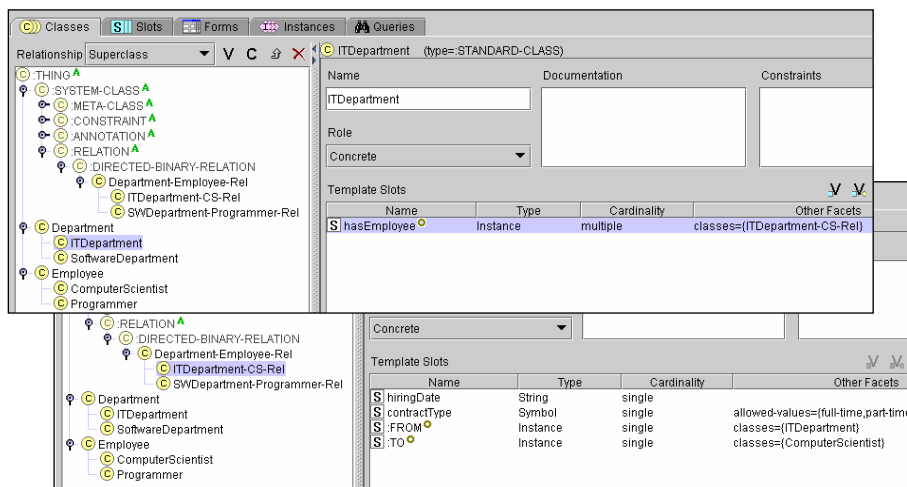 Classes Slots Forms Instances Queries
Relationship Superclass V C
:THING A
:SYSTEM-CLASS A
:META-CLASS A
:CONSTRAINT A
:ANNOTATION A
:RELATION A
:DIRECTED-BINARY-RELATION
Department-Employee-Rel
ITDepartment-CS-Rel
SWDepartment-Programmer-Rel
Department
ITDepartment
SoftwareDepartment
Employee
ComputerScientist
Programmer
ITDepartment (type=:STANDARD-CLASS)
Name Documentation Constraints
ITDepartment
Role
Concrete
Template Slots
Name Type Cardinality Other Facets
hasEmployee Instance multiple classes={ITDepartment-CS-Rel}
:RELATION A
:DIRECTED-BINARY-RELATION
Department-Employee-Rel
ITDepartment-CS-Rel
SWDepartment-Programmer-Rel
Department
ITDepartment
SoftwareDepartment
Employee
ComputerScientist
Programmer
Concrete
Template Slots
Name Type Cardinality Other Facets
hiringDate String single
contractType Symbol single allowed-values={full-time,part-time
:FROM Instance single classes={ITDepartment}
:TO Instance single classes={ComputerScientist}